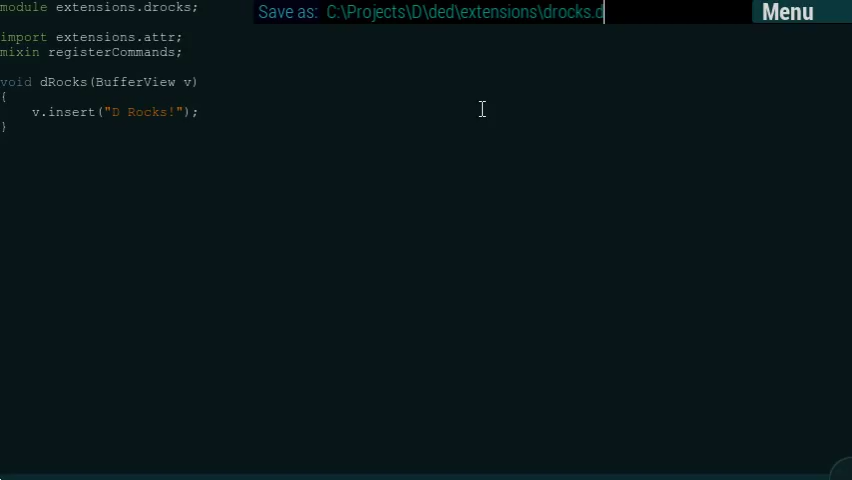 module extensions.drocks;
Save as: C:\Projects\D\ded\extensions\drocks.d
Menu
import extensions.attr;
mixin registerCommands;
void dRocks(BufferView v)
{
v.insert("D Rocks!");
}